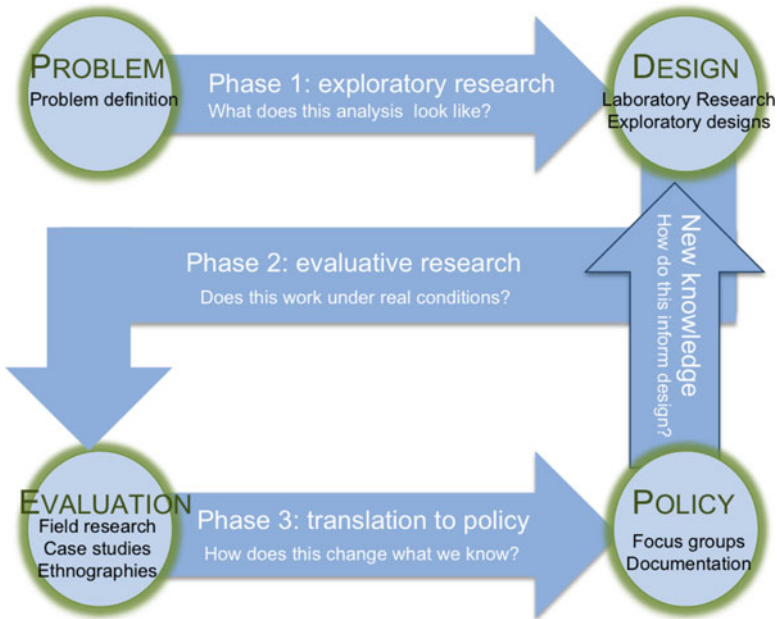 PROBLEM
Problem definition
Phase 1: exploratory research
What does this analysis look like?
DESIGN
Laboratory Research
Exploratory designs
Phase 2: evaluative research
Does this work under real conditions?
New knowledge
How do this inform design?
EVALUATION
Field research
Case studies
Ethnographies
Phase 3: translation to policy
How does this change what we know?
POLICY
Focus groups
Documentation